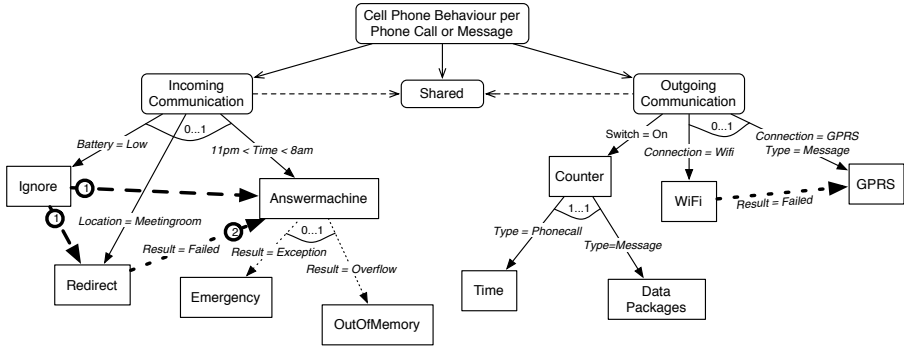 Cell Phone Behaviour per
Phone Call or Message
Incoming
Communication
Shared
Outgoing
Communication
0...1
0...1
Battery = Low
11pm < Time < 8am
Switch = On
Connection = Wifi
Connection = GPRS
Type = Message
Ignore
1
Answermachine
Counter
WiFi
GPRS
1
Location = Meetingroom
2
0...1
1...1
Result = Failed
Result = Failed
Result = Exception
Type = Phonecall
Type=Message
Result = Overflow
Redirect
Emergency
OutOfMemory
Time
Data
Packages